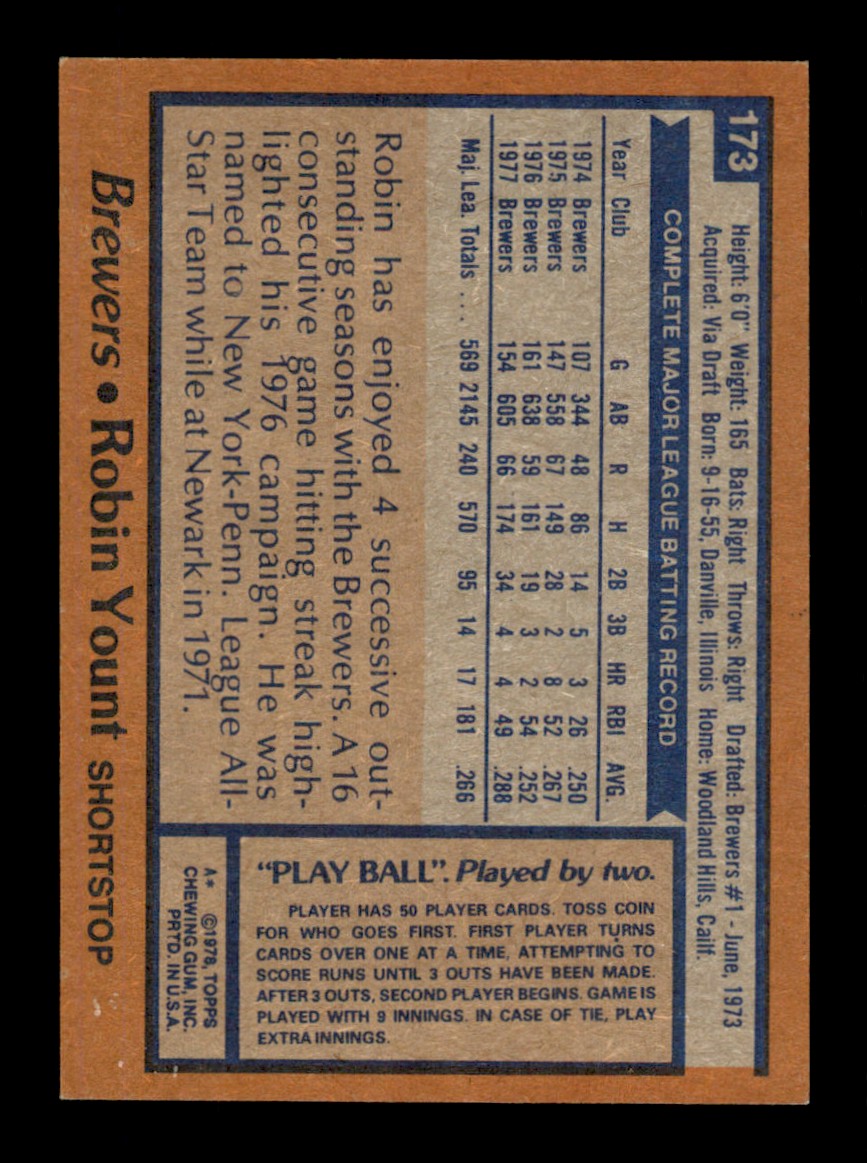 173
Height: 6'0" Weight: 165 Bats: Right Throws: Right Drafted: Brewers #1 - June, 1973
Acquired: Via Draft Born: 9-16-55, Danville, Illinois Home: Woodland Hills, Cailf.
COMPLETE MAJOR LEAGUE BATTING RECORD
Year Club G AB R H 2B 3B HR RBI AVG.
1974 Brewers 107 344 48 86 14 5 3 26 .250
1975 Brewers 147 558 67 149 28 2 8 52 .267
1976 Brewers 161 638 59 161 19 3 2 54 .252
1977 Brewers 154 605 66 174 34 4 4 49 .288
Maj. Lea. Totals . . . 569 2145 240 570 95 14 17 181 .266
Robin has enjoyed 4 successive out-
standing seasons with the Brewers. A 16
consecutive game hitting streak high-
lighted his 1976 campaign. He was
named to New York-Penn. League All-
Star Team while at Newark in 1971.
"PLAY BALL". Played by two.
PLAYER HAS 50 PLAYER CARDS. TOSS COIN
FOR WHO GOES FIRST. FIRST PLAYER TURNS
CARDS OVER ONE AT A TIME, ATTEMPTING TO
SCORE RUNS UNTIL 3 OUTS HAVE BEEN MADE.
AFTER 3 OUTS, SECOND PLAYER BEGINS. GAME IS
PLAYED WITH 9 INNINGS. IN CASE OF TIE, PLAY
EXTRA INNINGS.
A* ©1978, TOPPS
CHEWING GUM, INC.
PRTD. IN U.S.A.
Brewers • Robin Yount SHORTSTOP